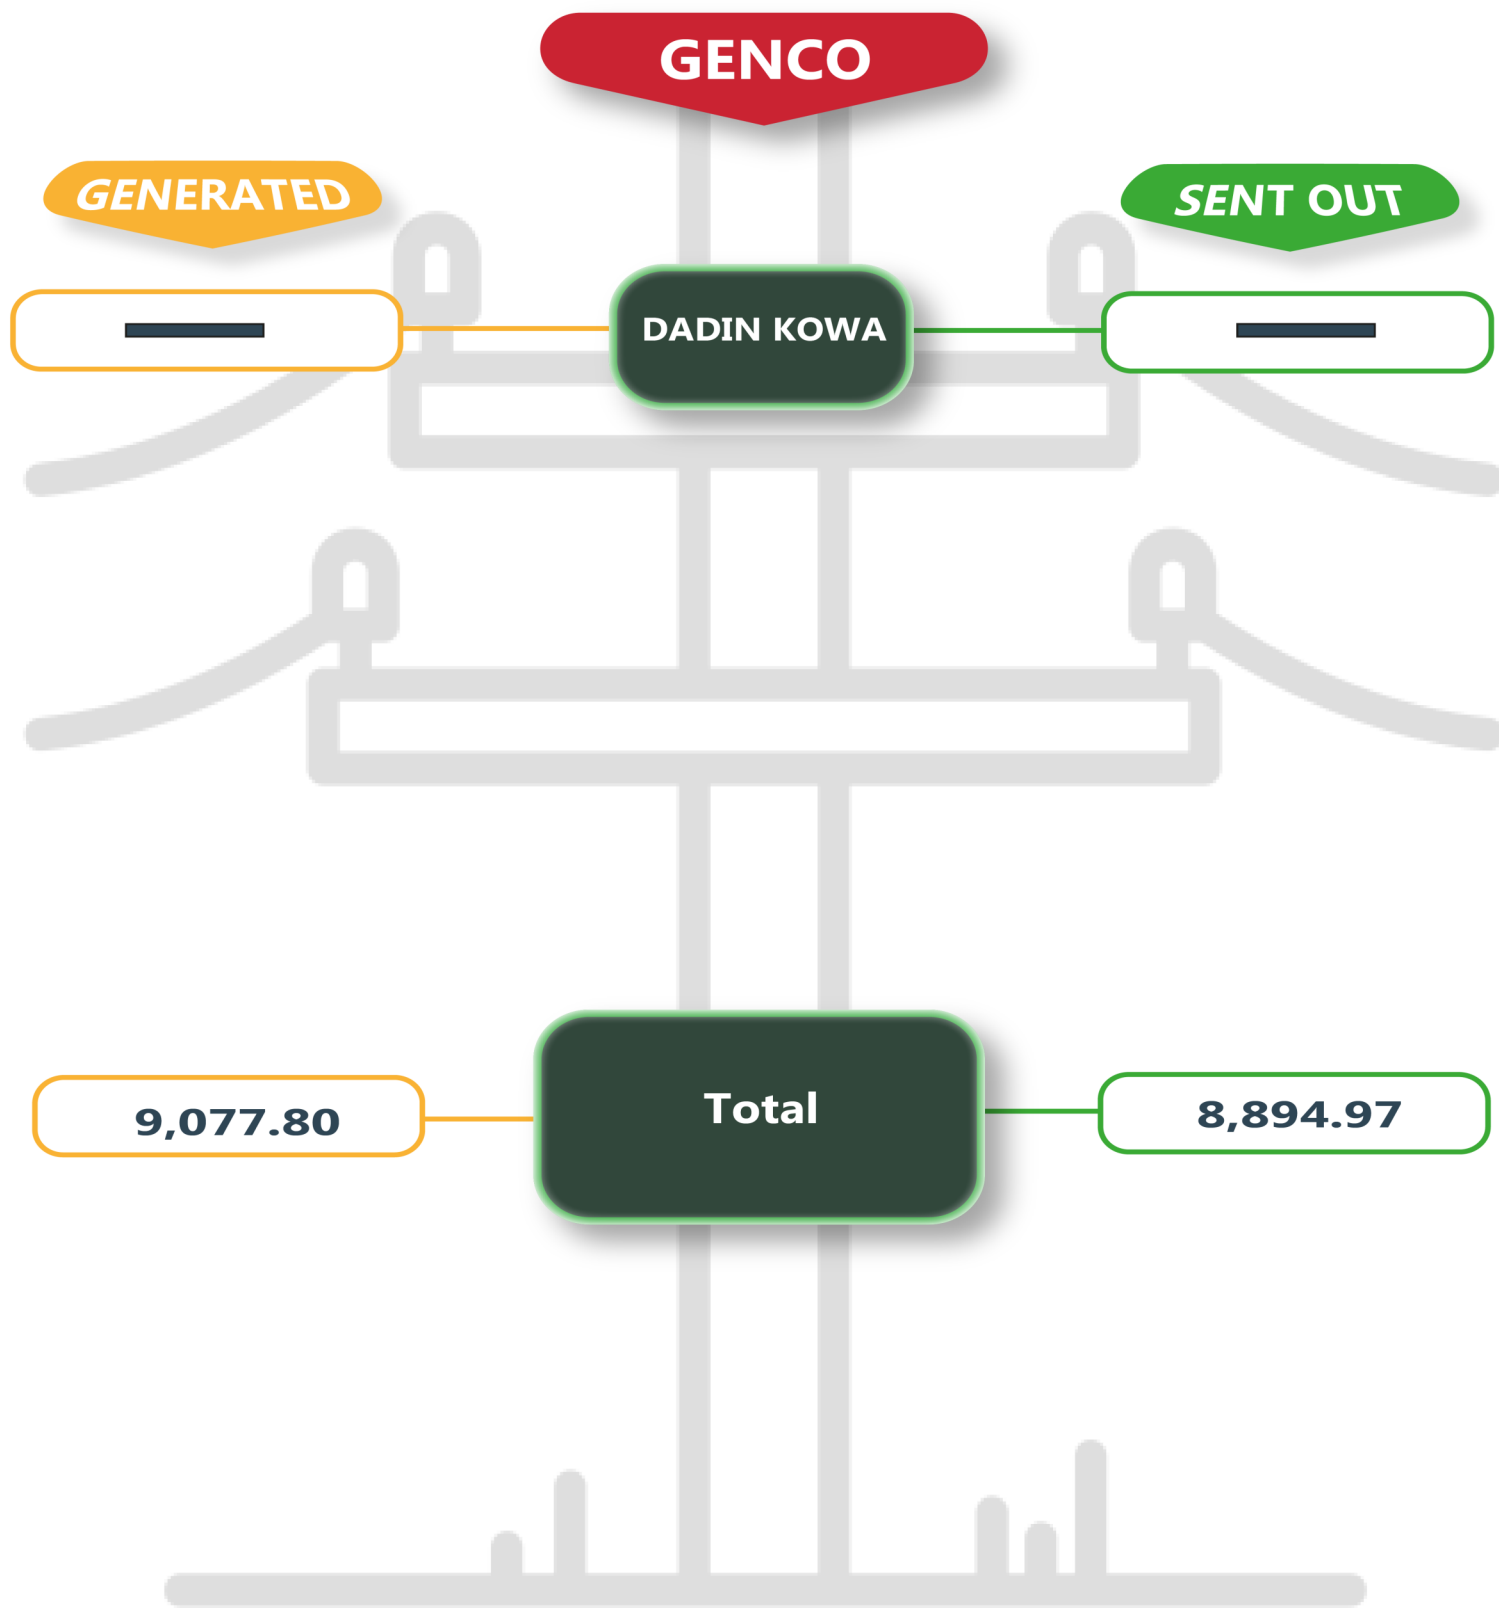 GENCO
GENERATED
SENT OUT
DADIN KOWA
9,077.80
Total
8,894.97